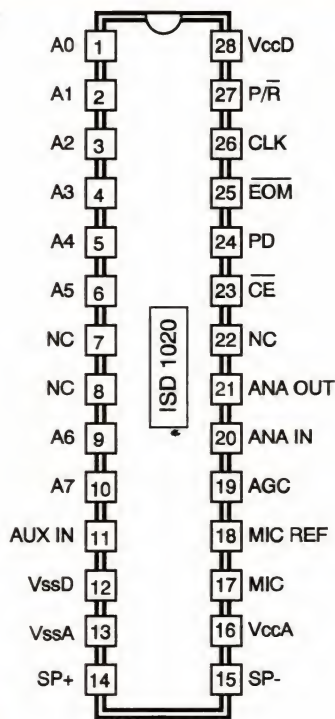 A0 1 28 VccD
A1 2 27 P/R̅
A2 3 26 CLK
A3 4 25 E̅O̅M̅
A4 5 24 PD
A5 6 23 C̅E̅
NC 7 22 NC
NC 8 21 ANA OUT
A6 9 20 ANA IN
A7 10 19 AGC
AUX IN 11 18 MIC REF
VssD 12 17 MIC
VssA 13 16 VccA
SP+ 14 15 SP-
ISD 1020